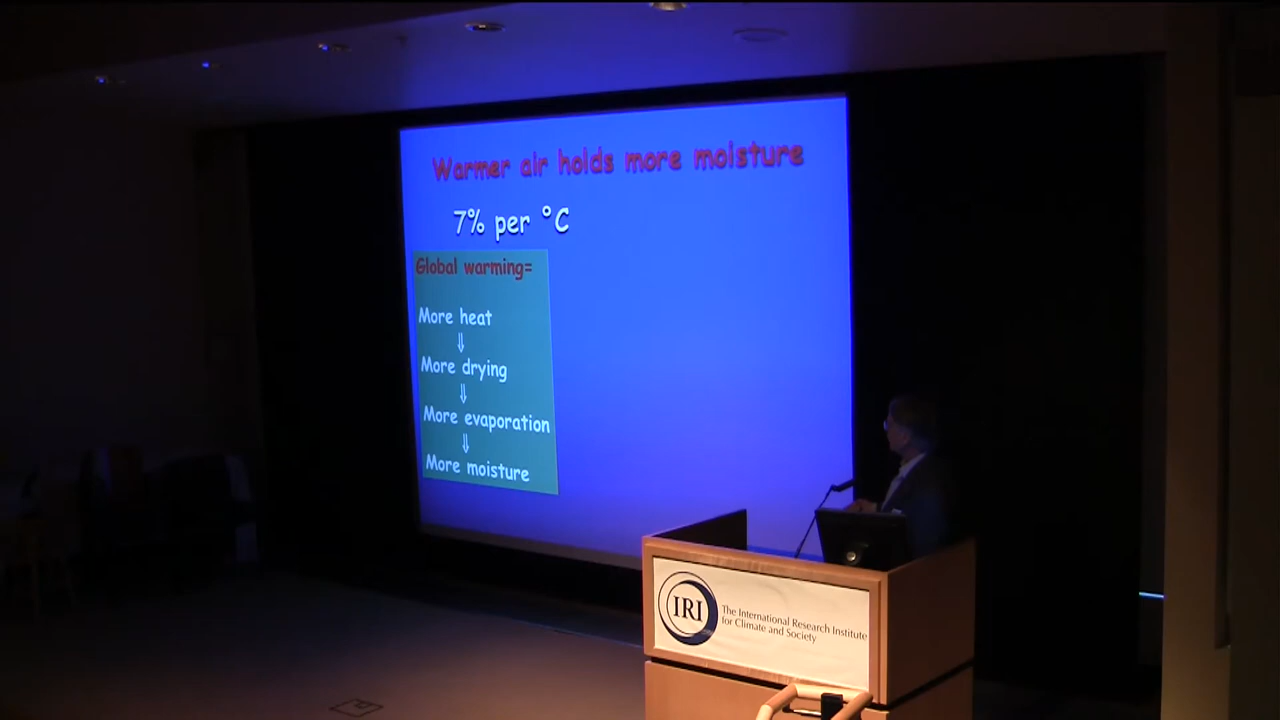 Warmer air holds more moisture
7% per °C
Global warming=
More heat
⇓
More drying
⇓
More evaporation
⇓
More moisture
IRI
The International Research Institute
for Climate and Society